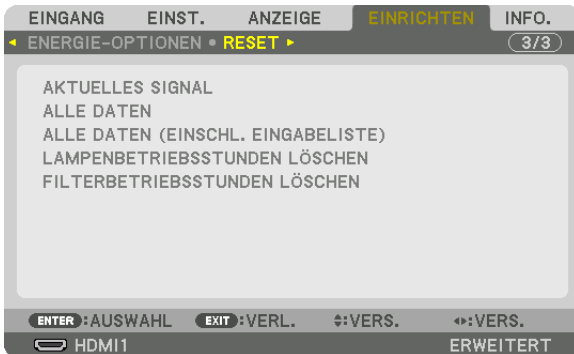 EINGANG EINST. ANZEIGE EINRICHTEN INFO.
ENERGIE-OPTIONEN • RESET 3/3
AKTUELLES SIGNAL
ALLE DATEN
ALLE DATEN (EINSCHL. EINGABELISTE)
LAMPENBETRIEBSSTUNDEN LÖSCHEN
FILTERBETRIEBSSTUNDEN LÖSCHEN
ENTER :AUSWAHL EXIT :VERL. :VERS. :VERS.
HDMI1 ERWEITERT